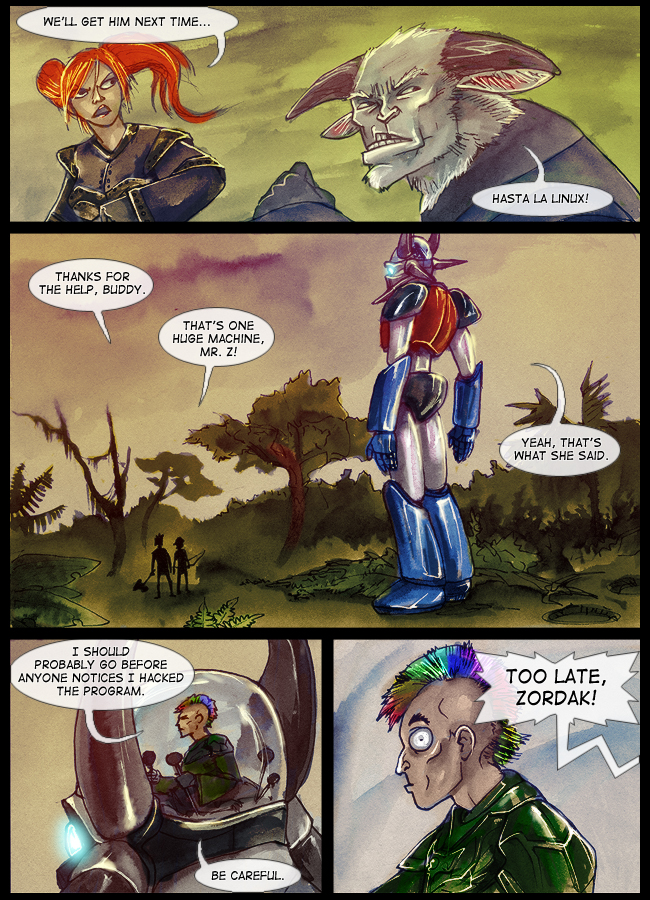 WE'LL GET HIM NEXT TIME...
HASTA LA LINUX!
THANKS FOR
THE HELP, BUDDY.
THAT'S ONE
HUGE MACHINE,
MR. Z!
YEAH, THAT'S
WHAT SHE SAID.
I SHOULD
PROBABLY GO BEFORE
ANYONE NOTICES I HACKED
THE PROGRAM.
BE CAREFUL.
TOO LATE,
ZORDAK!